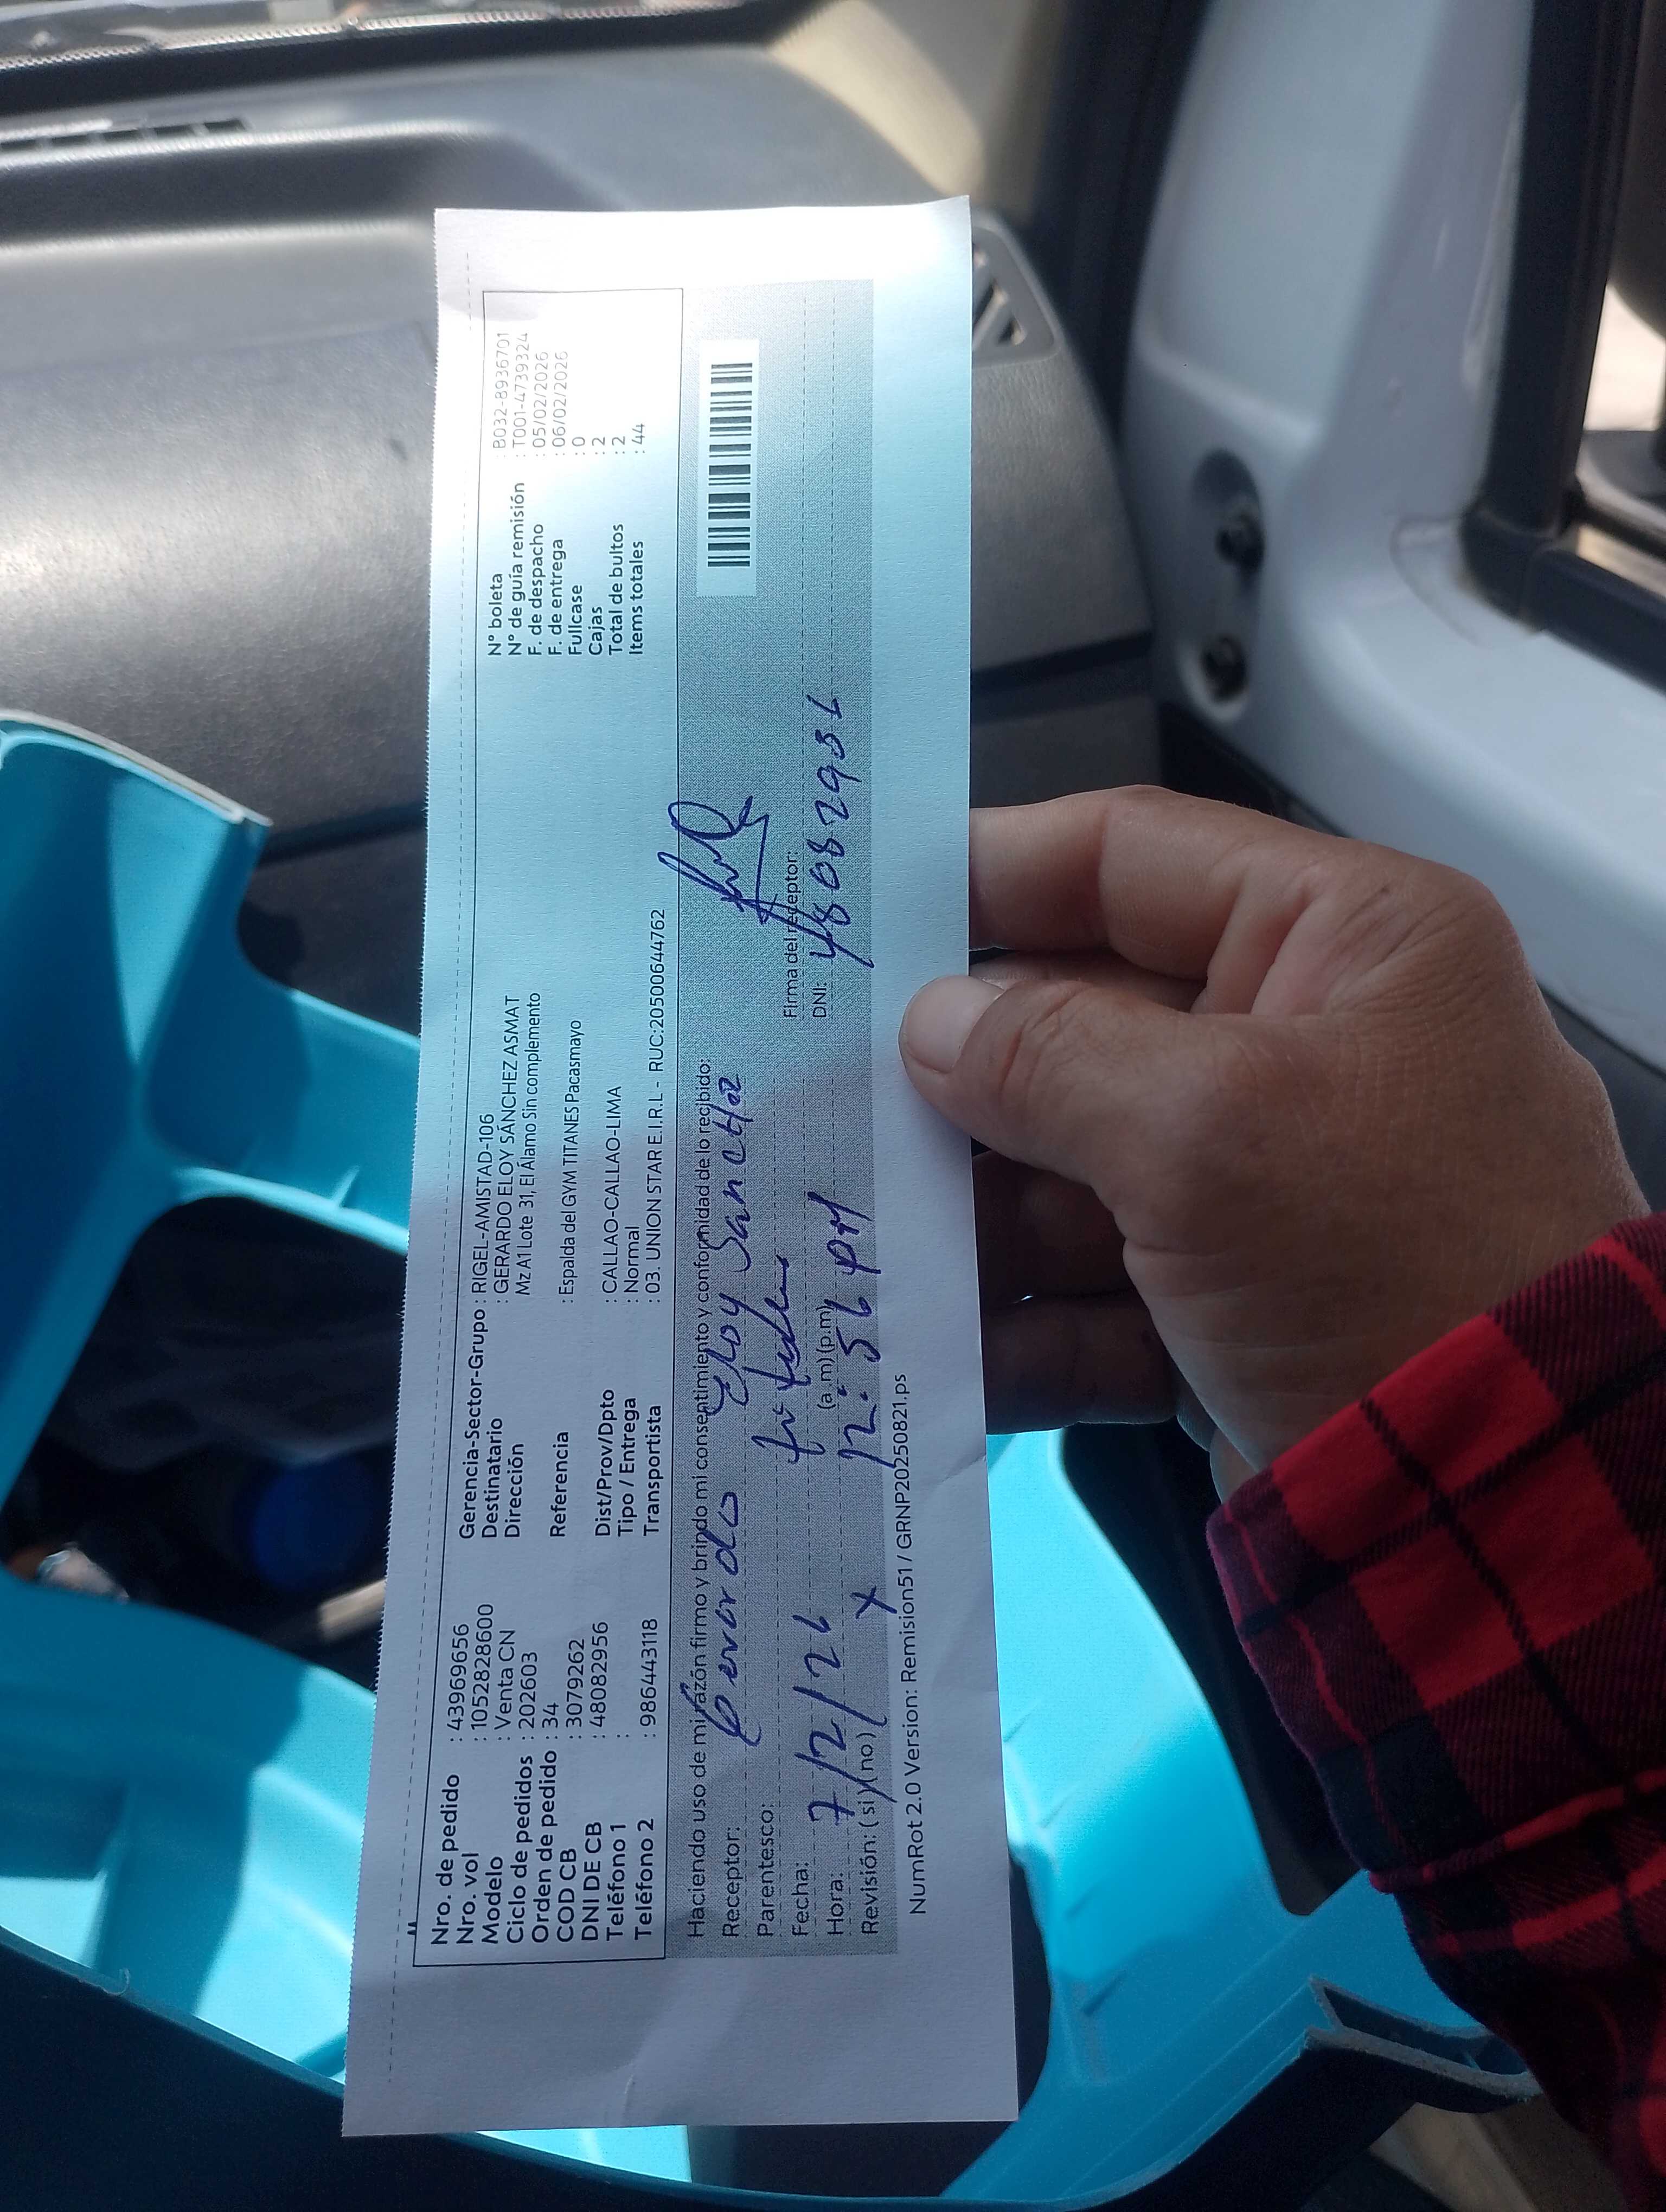 Nro. de pedido : 43969656
Nro. vol : 1052828600
Modelo : Venta CN
Ciclo de pedidos : 202603
Orden de pedido : 34
COD CB : 3079262
DNI DE CB : 48082956
Teléfono 1 :
Teléfono 2 : 986443118
Gerencia-Sector-Grupo : RIGEL-AMISTAD-106
Destinatario : GERARDO ELOY SÁNCHEZ ASMAT
Dirección Mz A1 Lote 31, El Álamo Sin complemento
Referencia : Espalda del GYM TITANES Pacasmayo
Dist/Prov/Dpto : CALLAO-CALLAO-LIMA
Tipo / Entrega : Normal
Transportista : 03. UNION STAR E.I.R.L - RUC:20500644762
N° boleta : B032-8936701
N° de guía remisión : T001-4739324
F. de despacho : 05/02/2026
F. de entrega : 06/02/2026
Fullcase : 0
Cajas : 2
Total de bultos : 2
Items totales : 44
Haciendo uso de mi razón firmo y brindo mi consentimiento y conformidad de lo recibido:
Receptor: Gerardo Eloy Sanchez
Parentesco:
Fecha: 7/2/26
Hora: 12:56 pm (a.m) (p.m)
Revisión: (si) (no) X
Firma del receptor:
DNI: 48082956
NumRot 2.0 Version: Remision51 / GRNP20250821.ps